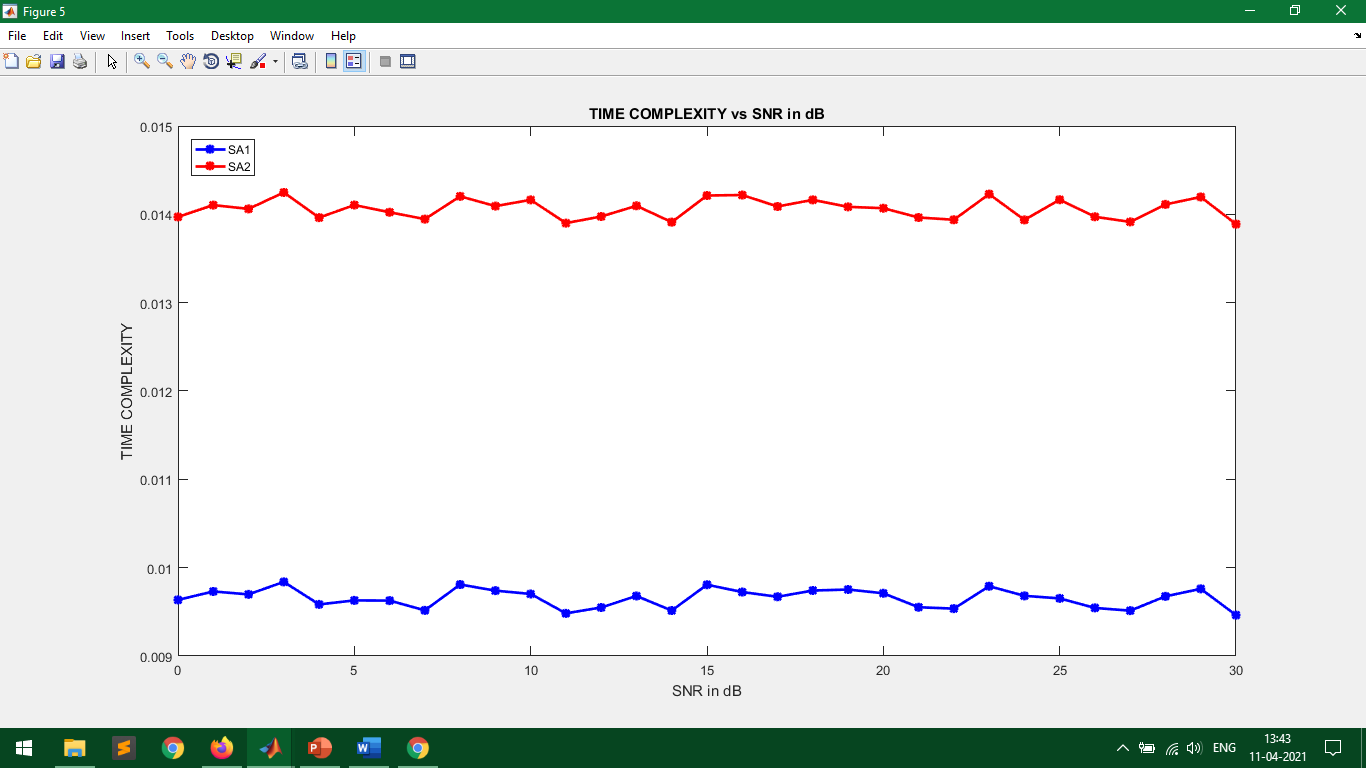 Figure 5
File Edit View Insert Tools Desktop Window Help
TIME COMPLEXITY vs SNR in dB
SA1
SA2
0.015
0.014
0.013
0.012
0.011
0.01
0.009
TIME COMPLEXITY
0 5 10 15 20 25 30
SNR in dB
ENG
13:43
11-04-2021